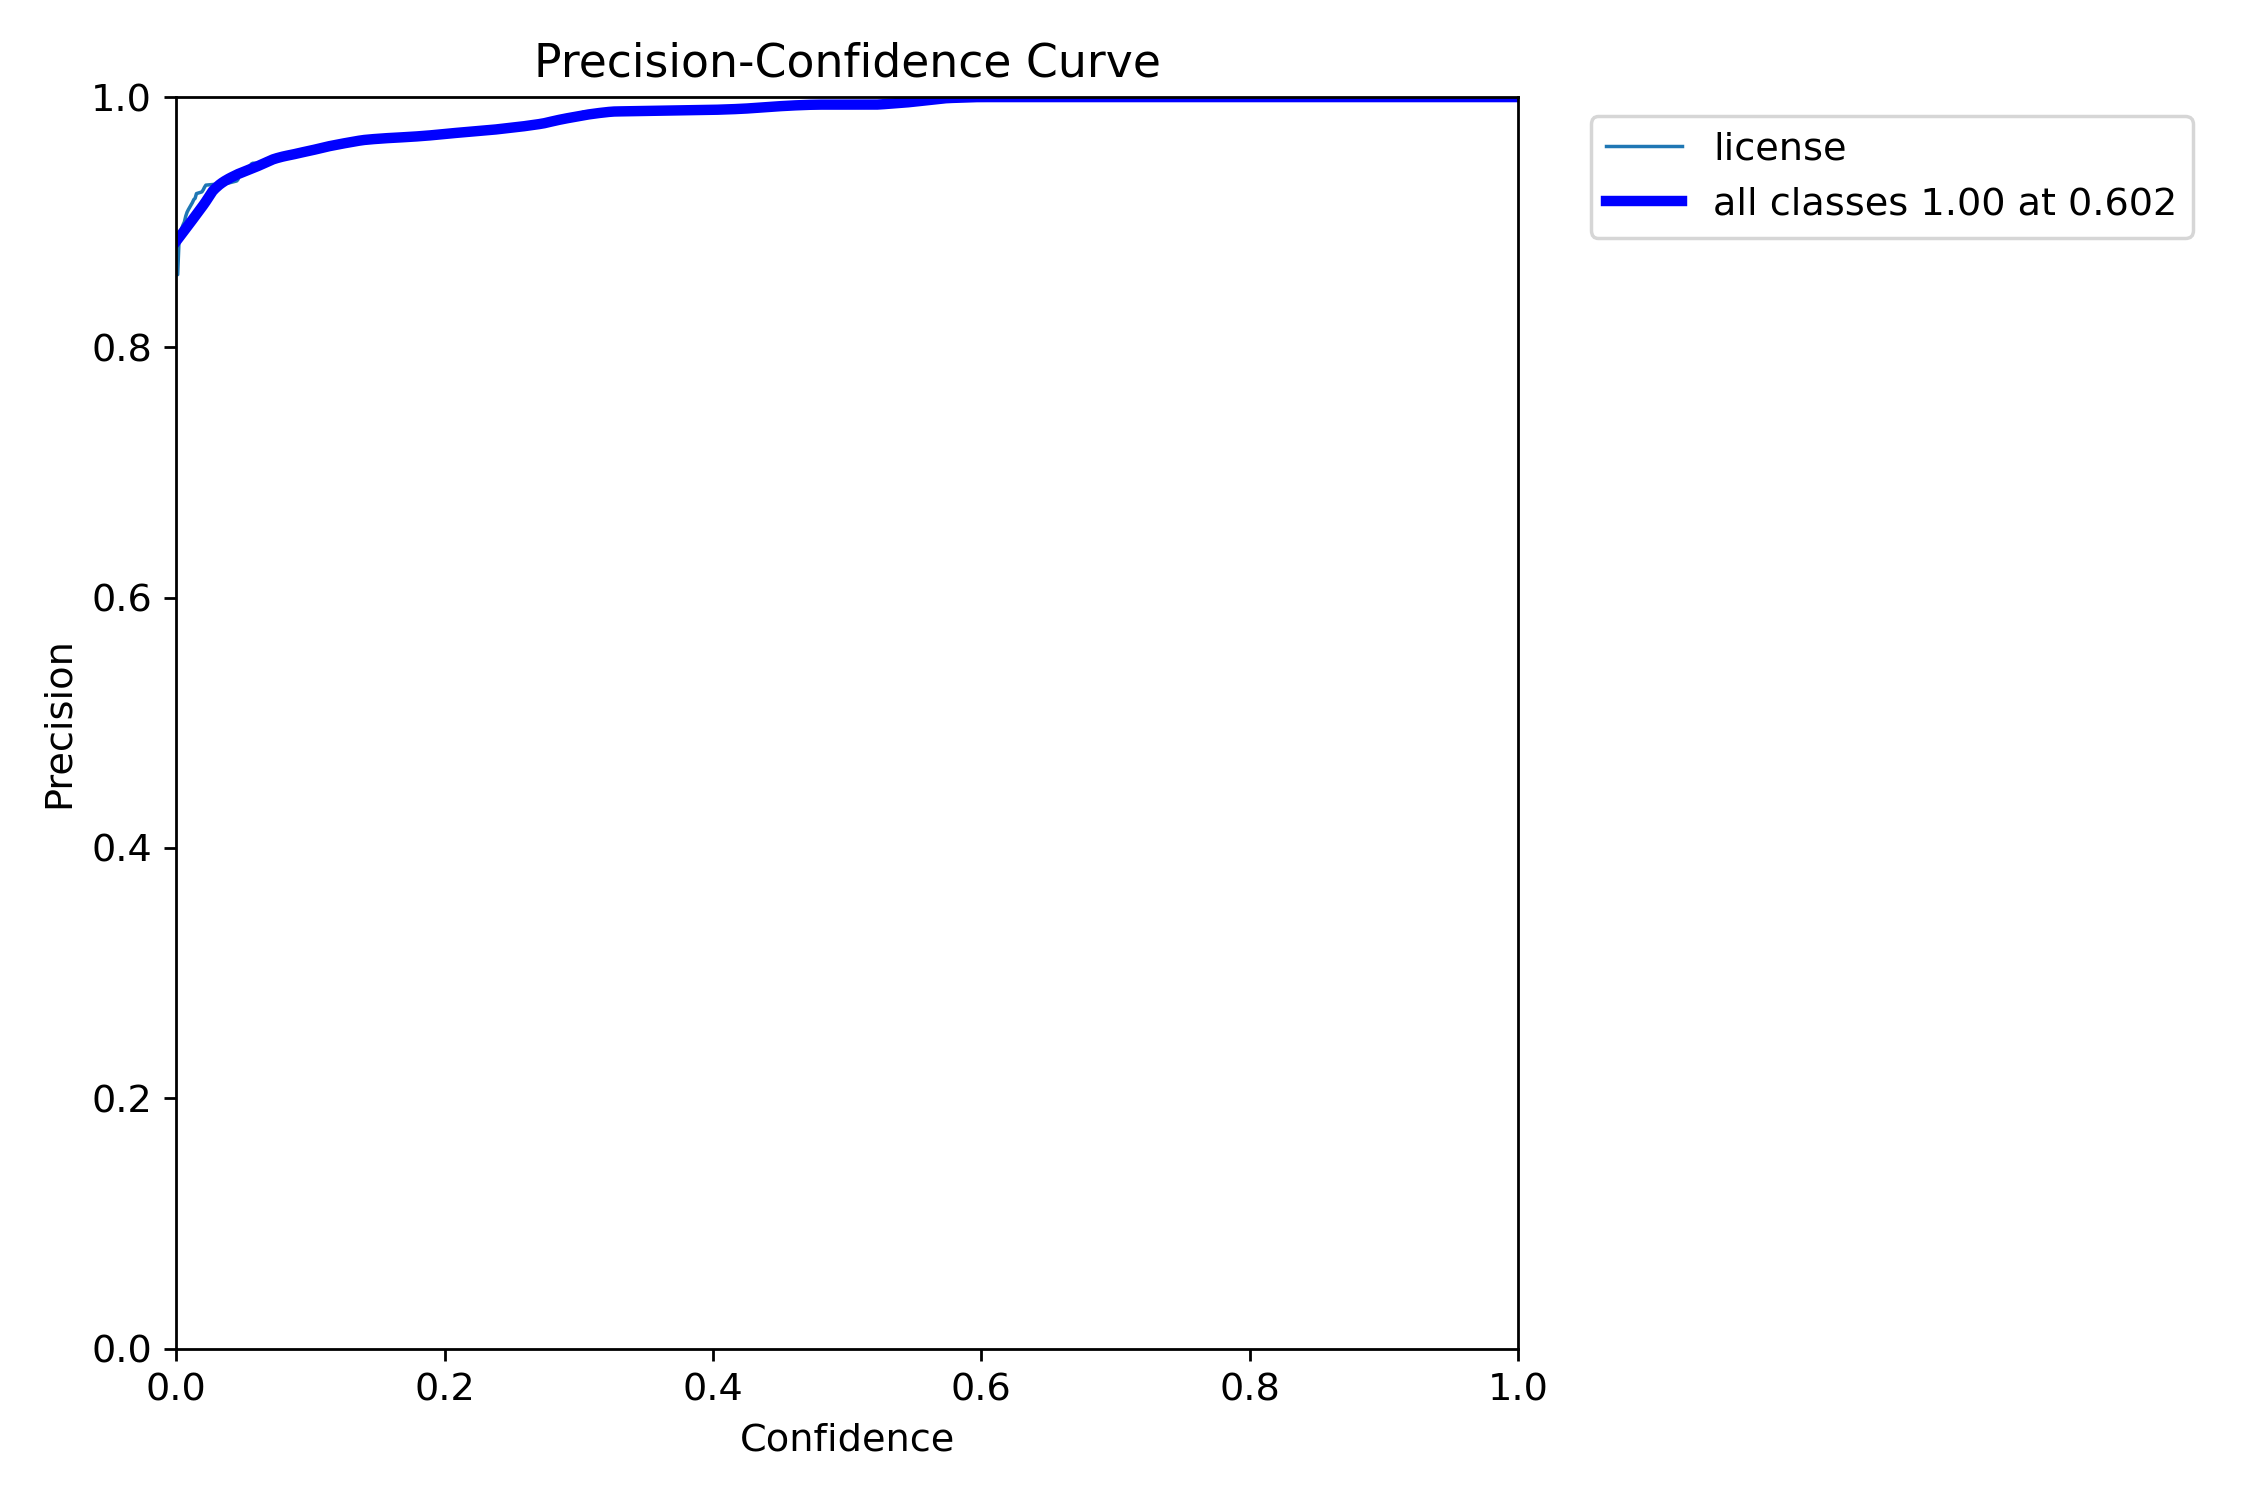 Precision-Confidence Curve
1.0
0.8
0.6
0.4
0.2
0.0
Precision
0.0 0.2 0.4 0.6 0.8 1.0
Confidence
license
all classes 1.00 at 0.602